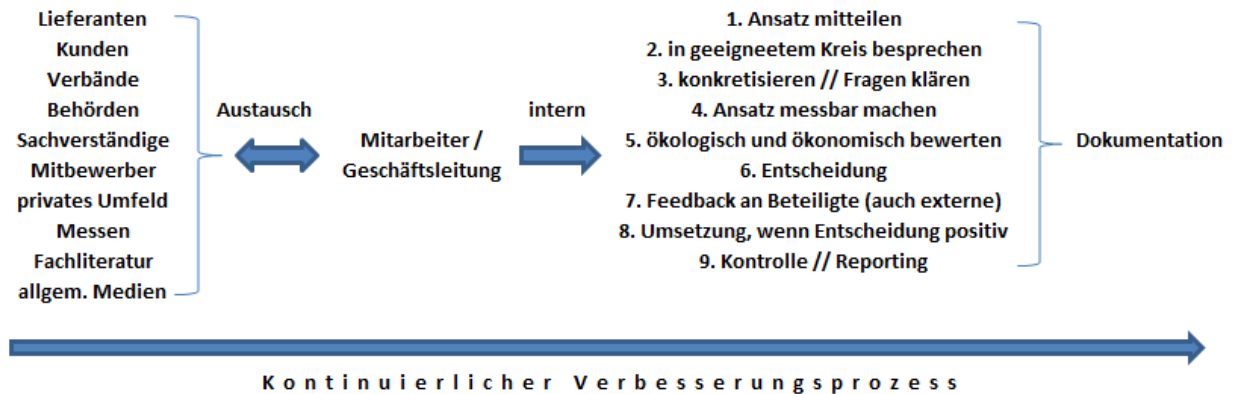 Lieferanten
Kunden
Verbände
Behörden
Sachverständige
Mitbewerber
privates Umfeld
Messen
Fachliteratur
allgem. Medien
Austausch
Mitarbeiter /
Geschäftsleitung
intern
1. Ansatz mitteilen
2. in geeigneetem Kreis besprechen
3. konkretisieren // Fragen klären
4. Ansatz messbar machen
5. ökologisch und ökonomisch bewerten
6. Entscheidung
7. Feedback an Beteiligte (auch externe)
8. Umsetzung, wenn Entscheidung positiv
9. Kontrolle // Reporting
Dokumentation
Kontinuierlicher Verbesserungsprozess